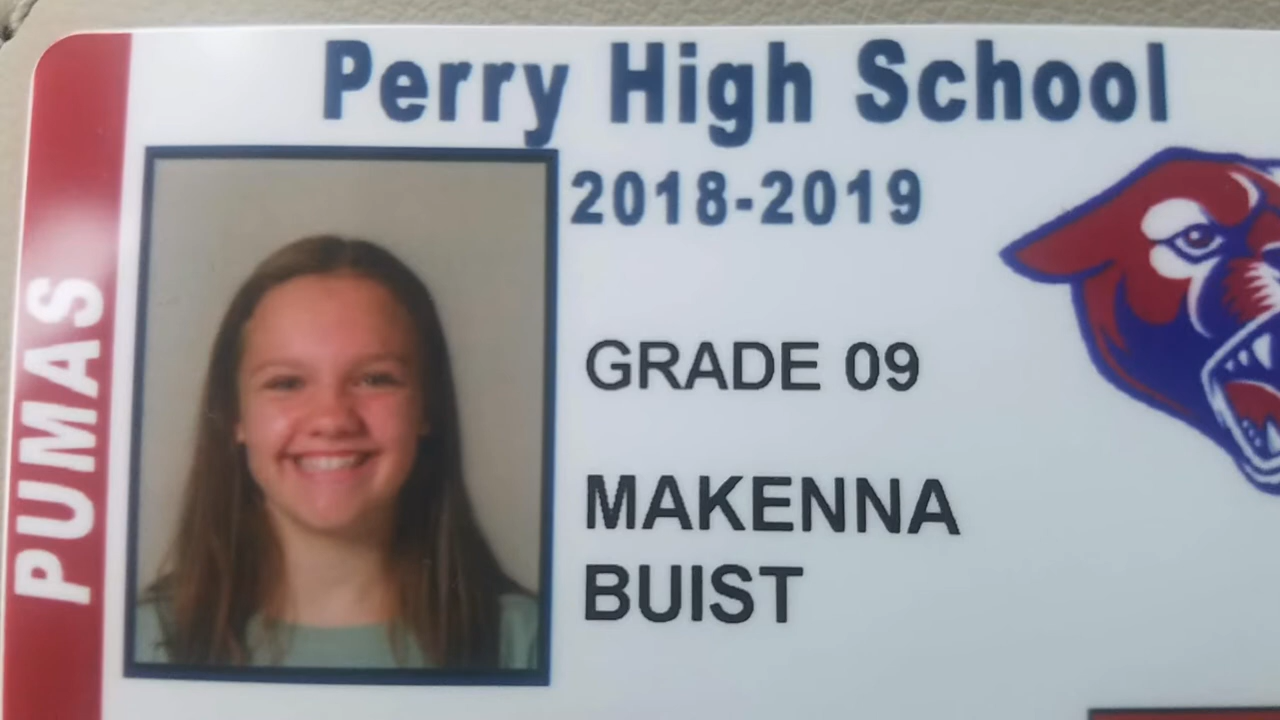 Perry High School
2018-2019
GRADE 09
MAKENNA
BUIST
PUMAS